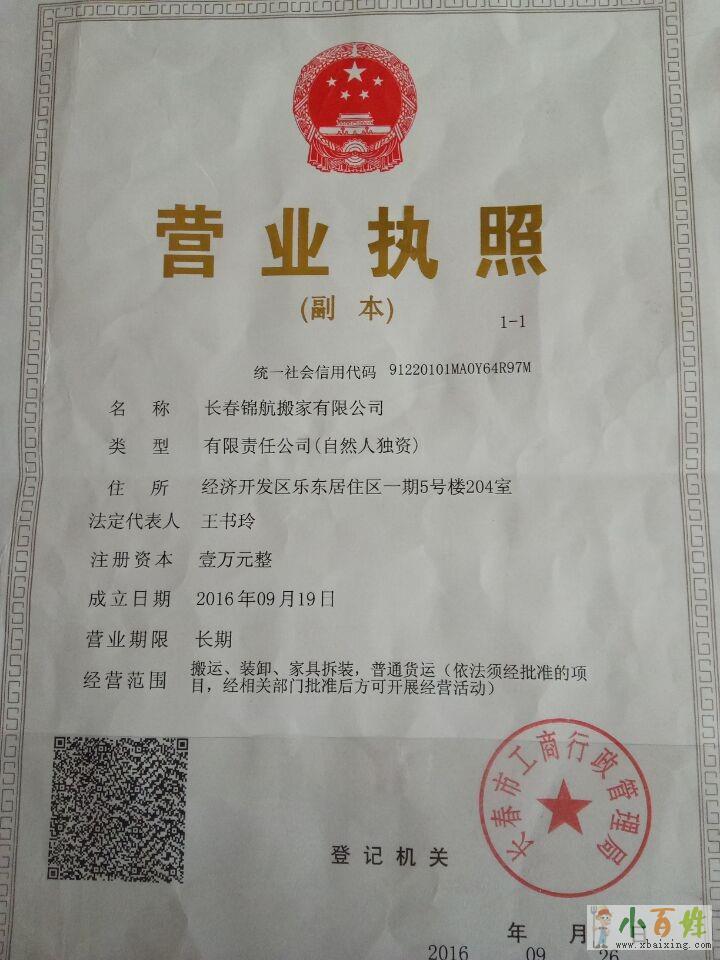 营业执照
(副 本)
1-1
统一社会信用代码 91220101MA0Y64R97M
名 称 长春锦航搬家有限公司
类 型 有限责任公司(自然人独资)
住 所 经济开发区乐东居住区一期5号楼204室
法定代表人 王书玲
注册资本 壹万元整
成立日期 2016年09月19日
营业期限 长期
经营范围 搬运、装卸、家具拆装，普通货运（依法须经批准的项
目，经相关部门批准后方可开展经营活动）
长春市工商行政管理局
登记机关
年 月 日
2016 09 26
小百姓
www.xbaixing.com